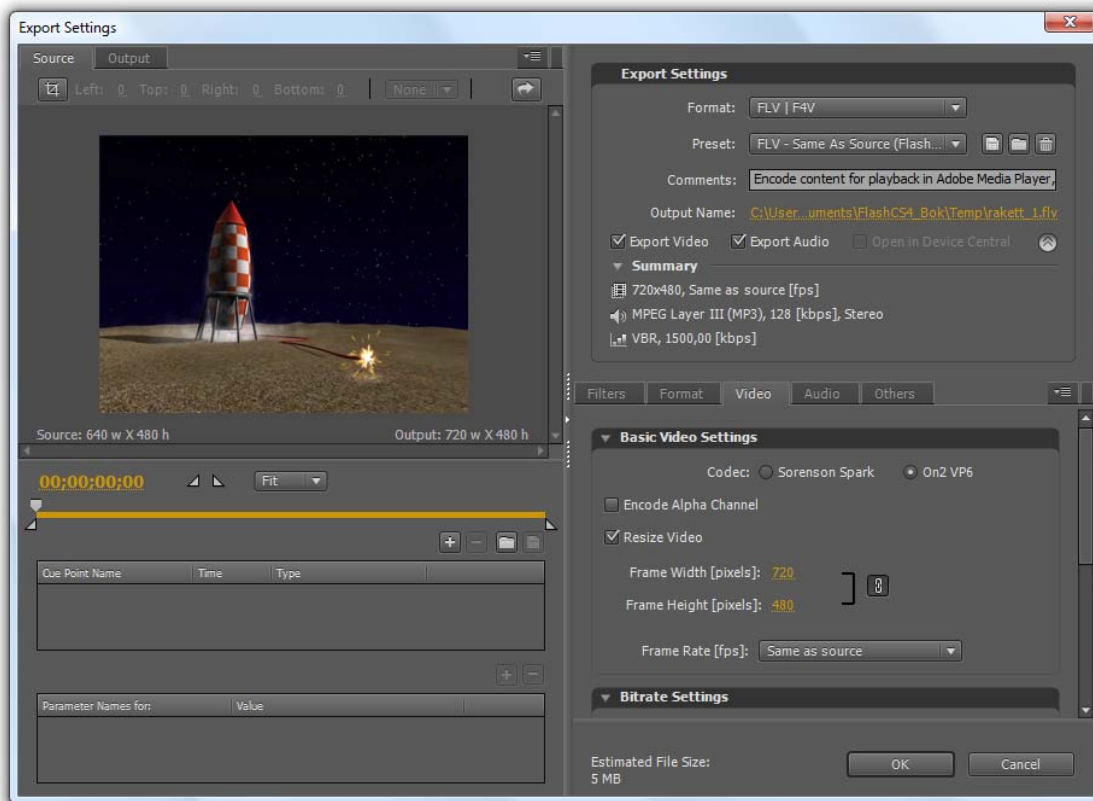 Export Settings
Source Output
Left: 0 Top: 0 Right: 0 Bottom: 0 None
Source: 640 w X 480 h Output: 720 w X 480 h
00;00;00;00 Fit
Cue Point Name Time Type
Parameter Names for: Value
Export Settings
Format: FLV | F4V
Preset: FLV - Same As Source (Flash...
Comments: Encode content for playback in Adobe Media Player,
Output Name: C:\User...uments\FlashCS4_Bok\Temp\rakett_1.flv
Export Video Export Audio Open in Device Central
Summary
720x480, Same as source [fps]
MPEG Layer III (MP3), 128 [kbps], Stereo
VBR, 1500,00 [kbps]
Filters Format Video Audio Others
Basic Video Settings
Codec: Sorenson Spark On2 VP6
Encode Alpha Channel
Resize Video
Frame Width [pixels]: 720
Frame Height [pixels]: 480
Frame Rate [fps]: Same as source
Bitrate Settings
Estimated File Size:
5 MB
OK Cancel